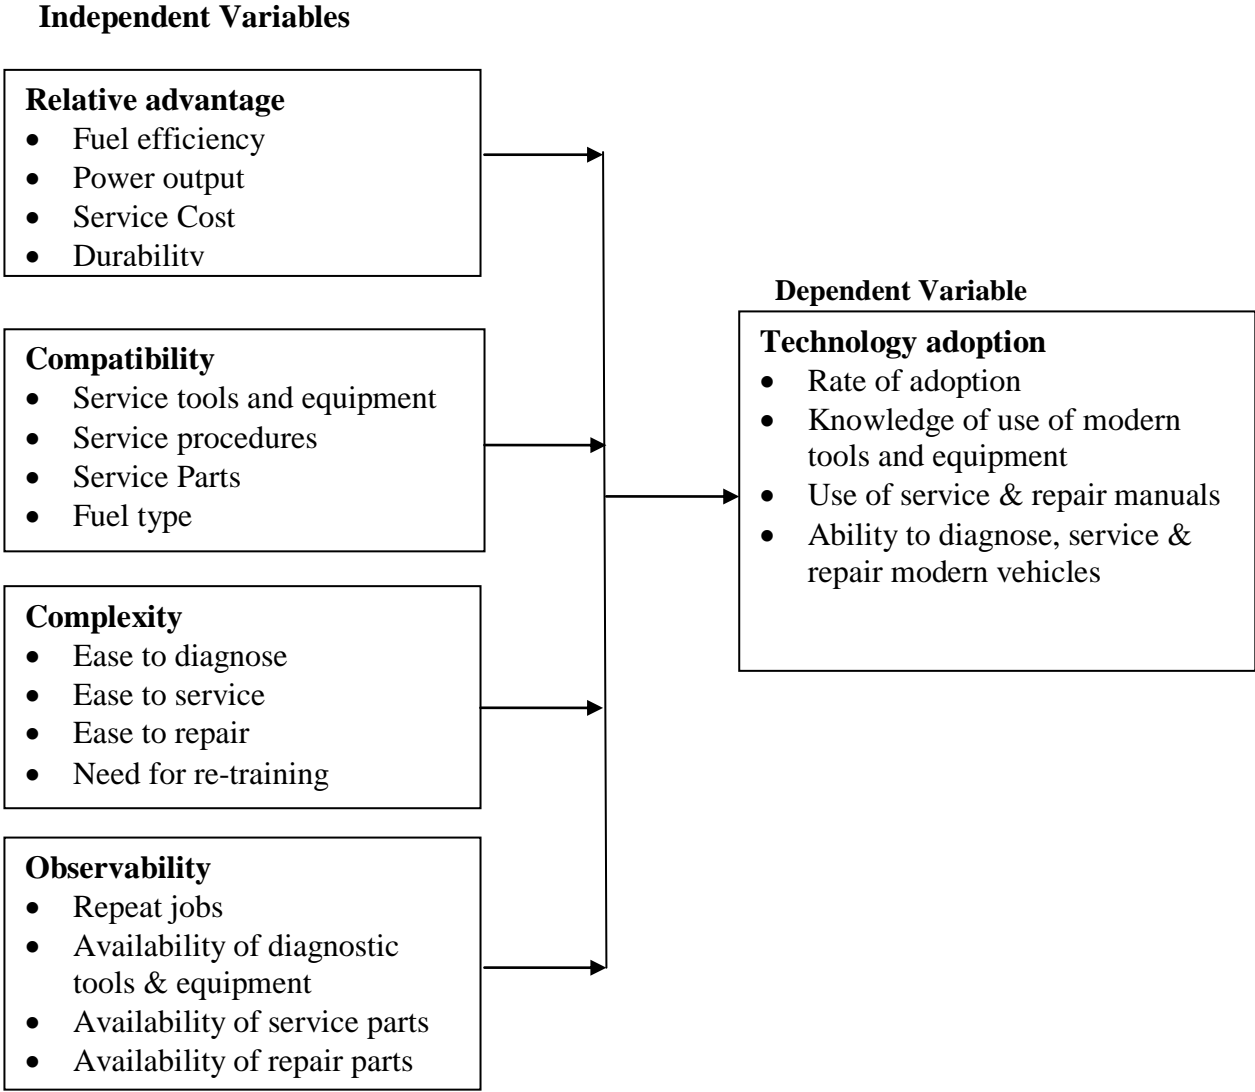 Independent Variables
Relative advantage
• Fuel efficiency
• Power output
• Service Cost
• Durability
Compatibility
• Service tools and equipment
• Service procedures
• Service Parts
• Fuel type
Complexity
• Ease to diagnose
• Ease to service
• Ease to repair
• Need for re-training
Observability
• Repeat jobs
• Availability of diagnostic
tools & equipment
• Availability of service parts
• Availability of repair parts
Dependent Variable
Technology adoption
• Rate of adoption
• Knowledge of use of modern
tools and equipment
• Use of service & repair manuals
• Ability to diagnose, service &
repair modern vehicles